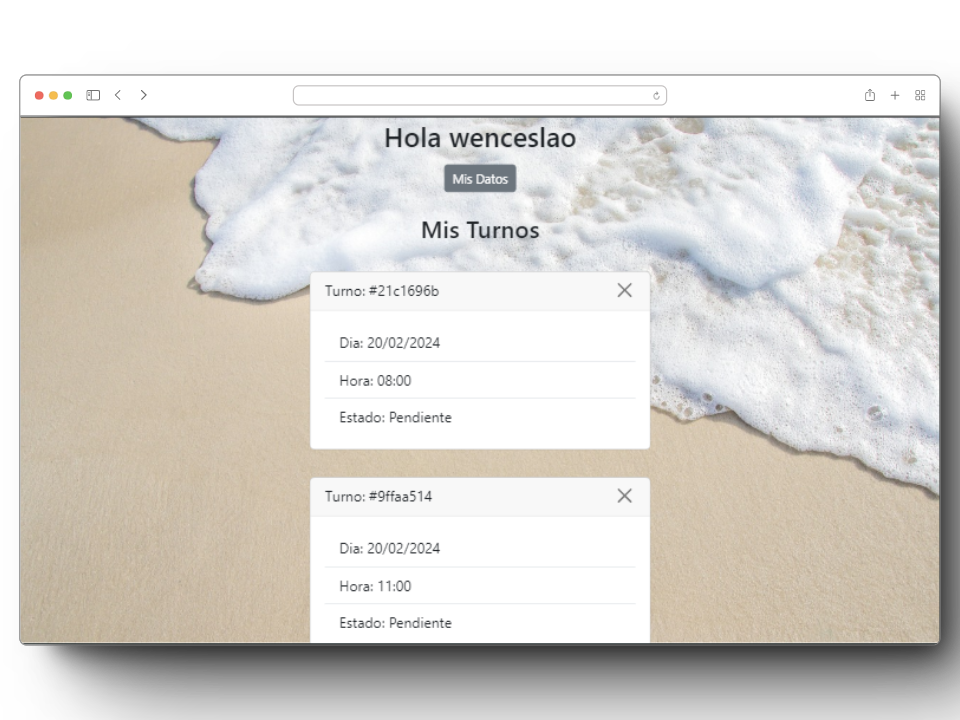 Hola wenceslao
Mis Datos
Mis Turnos
Turno: #21c1696b
Dia: 20/02/2024
Hora: 08:00
Estado: Pendiente
Turno: #9ffaa514
Dia: 20/02/2024
Hora: 11:00
Estado: Pendiente